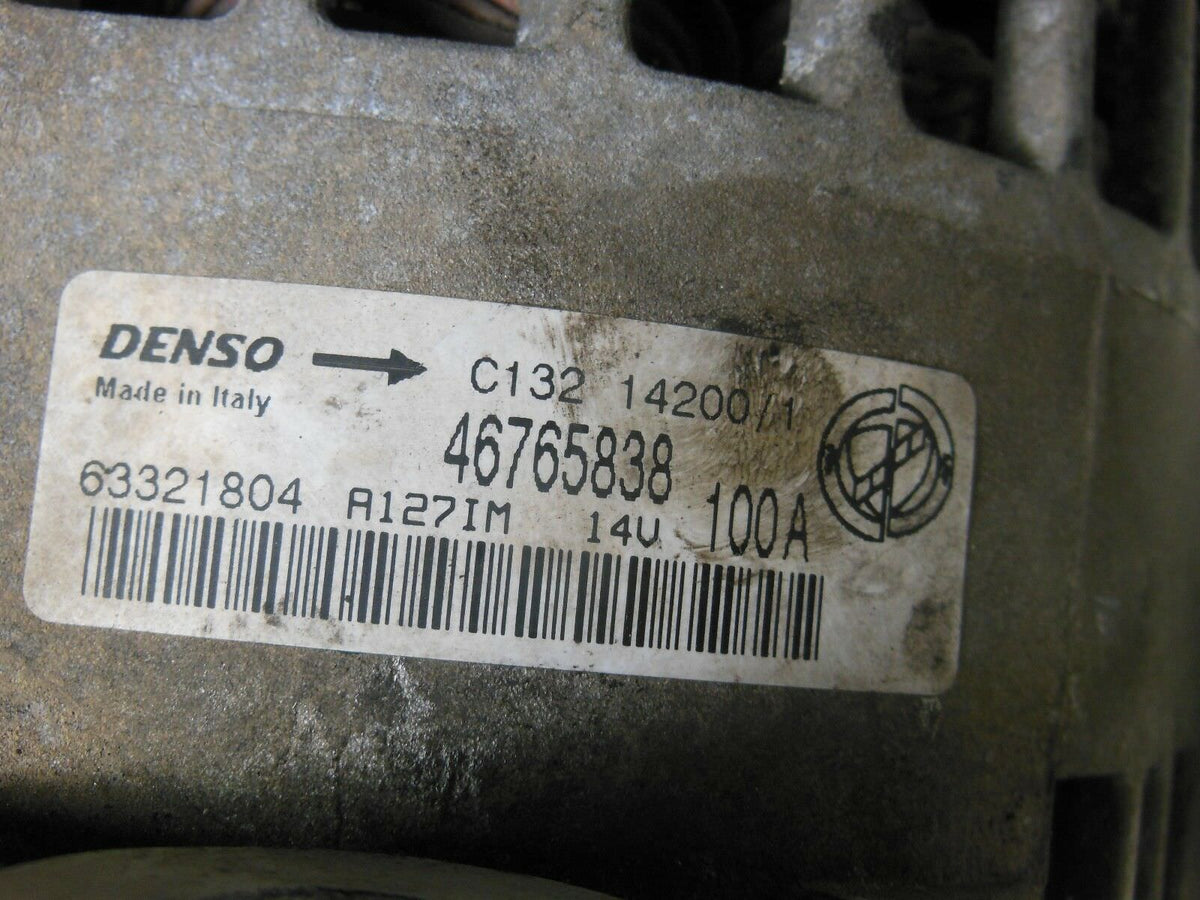 DENSO C132 14200/1
Made in Italy
46765838
63321804 A127IM 14V 100A